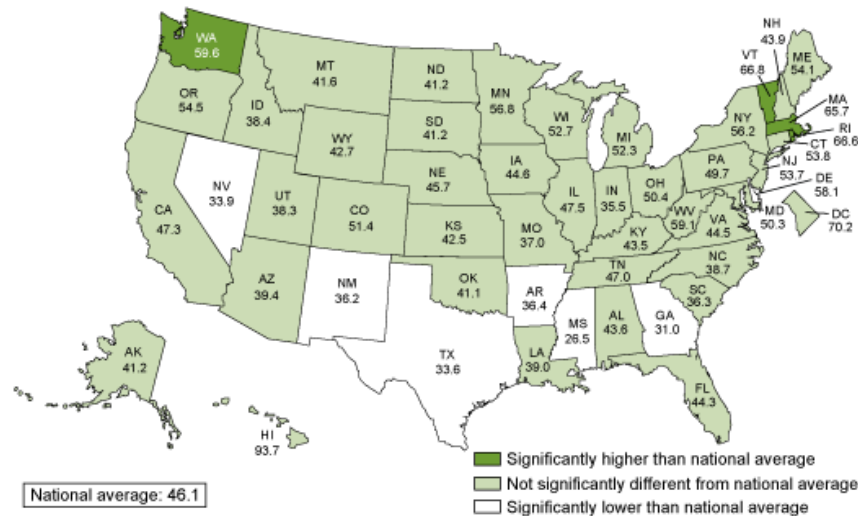 WA
59.6
MT
41.6
ND
41.2
MN
56.8
OR
54.5
ID
38.4
WY
42.7
SD
41.2
WI
52.7
MI
52.3
NY
56.2
VT
66.8
NH
43.9
ME
54.1
MA
65.7
RI
66.6
CT
53.8
NJ
53.7
DE
58.1
MD
50.3
DC
70.2
NV
33.9
UT
38.3
CO
51.4
NE
45.7
IA
44.6
IL
47.5
IN
35.5
OH
50.4
PA
49.7
WV
59.1
VA
44.5
CA
47.3
KS
42.5
MO
37.0
KY
43.5
NC
38.7
TN
47.0
SC
36.3
AZ
39.4
NM
36.2
OK
41.1
AR
36.4
MS
26.5
AL
43.6
GA
31.0
TX
33.6
LA
39.0
FL
44.3
AK
41.2
HI
93.7
National average: 46.1
Significantly higher than national average
Not significantly different from national average
Significantly lower than national average